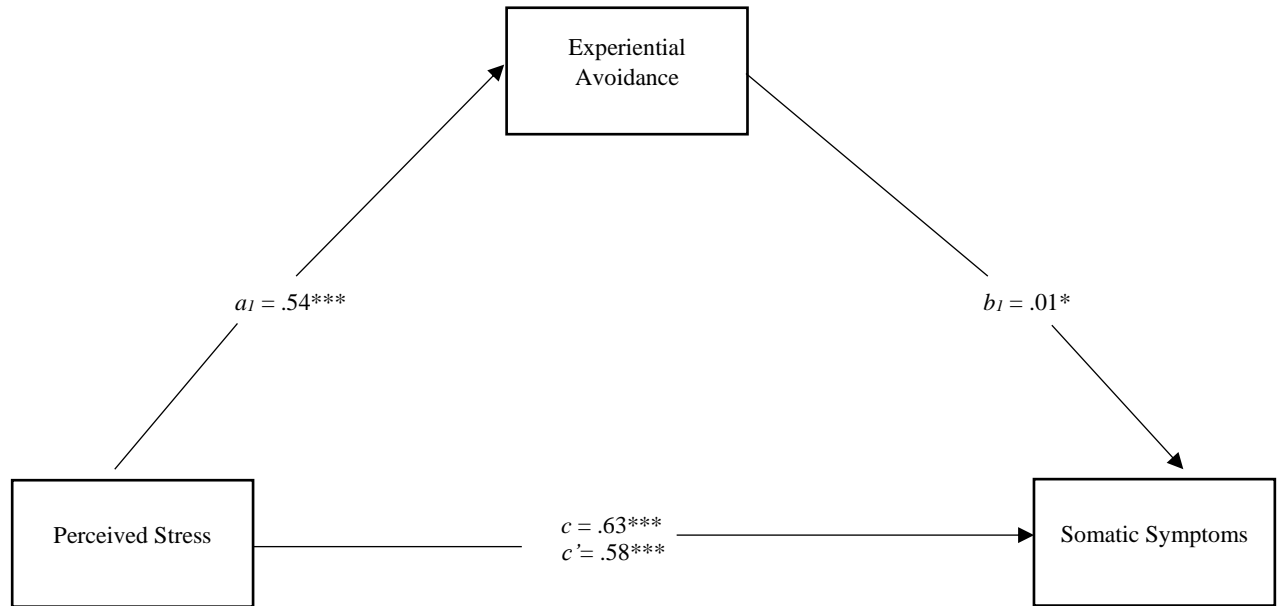 Experiential
Avoidance
a1 = .54***
b1 = .01*
Perceived Stress
c = .63***
c’= .58***
Somatic Symptoms